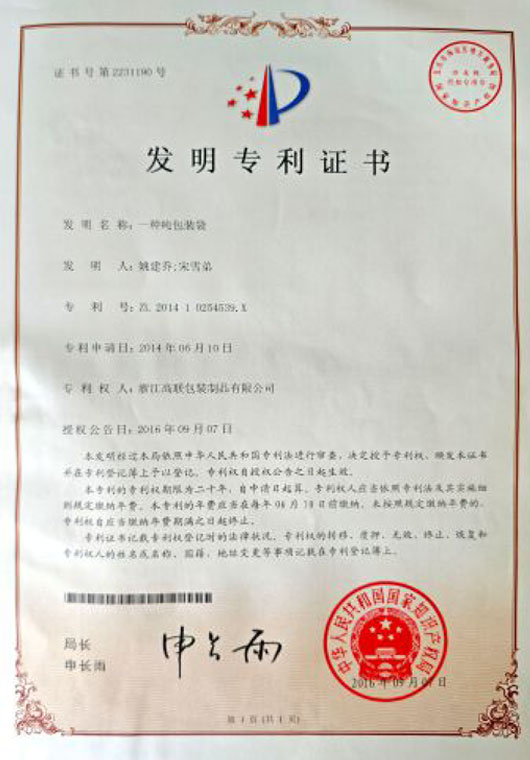 证书号第2231190号
发明专利证书
发明名称：一种吨包装袋
发明人：姚建乔;宋雪弟
专利号：ZL 2014 1 0254539.X
专利申请日：2014年06月10日
专利权人：浙江高联包装制品有限公司
授权公告日：2016年09月07日
本发明经过本局依照中华人民共和国专利法进行审查，决定授予专利权，颁发本证书
并在专利登记簿上予以登记。专利权自授权公告之日起生效。
本专利的专利权期限为二十年，自申请日起算。专利权人应当依照专利法及其实施细
则规定缴纳年费。本专利的年费应当在每年06月10日前缴纳。未按照规定缴纳年费的，
专利权自应当缴纳年费期满之日起终止。
专利证书记载专利权登记时的法律状况。专利权的转移、质押、无效、终止、恢复和
专利权人的姓名或名称、国籍、地址变更等事项记载在专利登记簿上。
局长
申长雨
申长雨
中华人民共和国国家知识产权局
2016年09月07日
第1页(共1页)